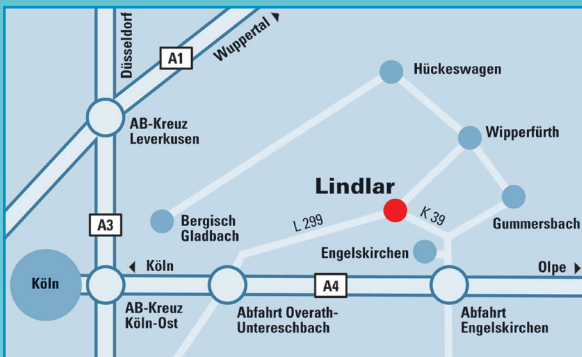 Düsseldorf
A1
Wuppertal
AB-Kreuz
Leverkusen
Hückeswagen
Wipperfürth
Lindlar
A3
Bergisch
Gladbach
L 299
K 39
Gummersbach
Engelskirchen
Köln
Köln
A4
Olpe
AB-Kreuz
Köln-Ost
Abfahrt Overath-
Untereschbach
Abfahrt
Engelskirchen